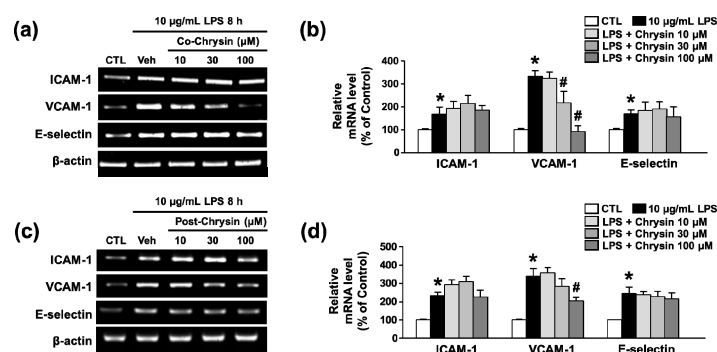 (a)
10 µg/mL LPS 8 h
Co-Chrysin (µM)
CTL Veh 10 30 100
ICAM-1
VCAM-1
E-selectin
β-actin
(b)
CTL 10 µg/mL LPS
LPS + Chrysin 10 µM
LPS + Chrysin 30 µM
LPS + Chrysin 100 µM
Relative
mRNA level
(% of Control)
400
300
200
100
0
* * # # *
ICAM-1 VCAM-1 E-selectin
(c)
10 µg/mL LPS 8 h
Post-Chrysin (µM)
CTL Veh 10 30 100
ICAM-1
VCAM-1
E-selectin
β-actin
(d)
CTL 10 µg/mL LPS
LPS + Chrysin 10 µM
LPS + Chrysin 30 µM
LPS + Chrysin 100 µM
Relative
mRNA level
(% of Control)
500
400
300
200
100
0
* * # *
ICAM-1 VCAM-1 E-selectin